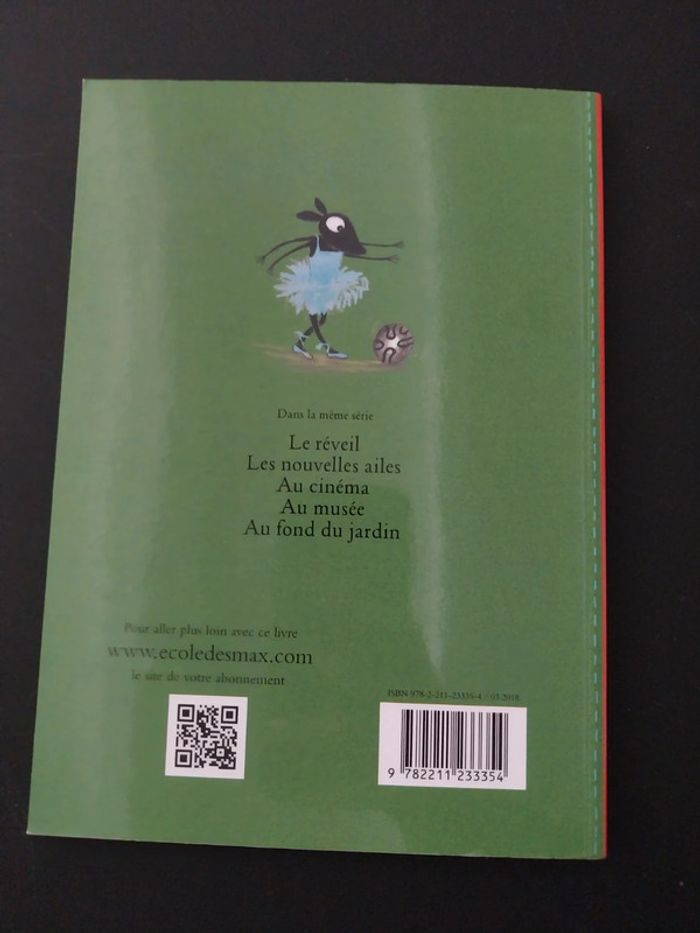 Dans la même série
Le réveil
Les nouvelles ailes
Au cinéma
Au musée
Au fond du jardin
Pour aller plus loin avec ce livre
www.ecoledesmax.com
le site de votre abonnement
ISBN 978-2-211-23335-4 / 03.2018
9 782211 233354